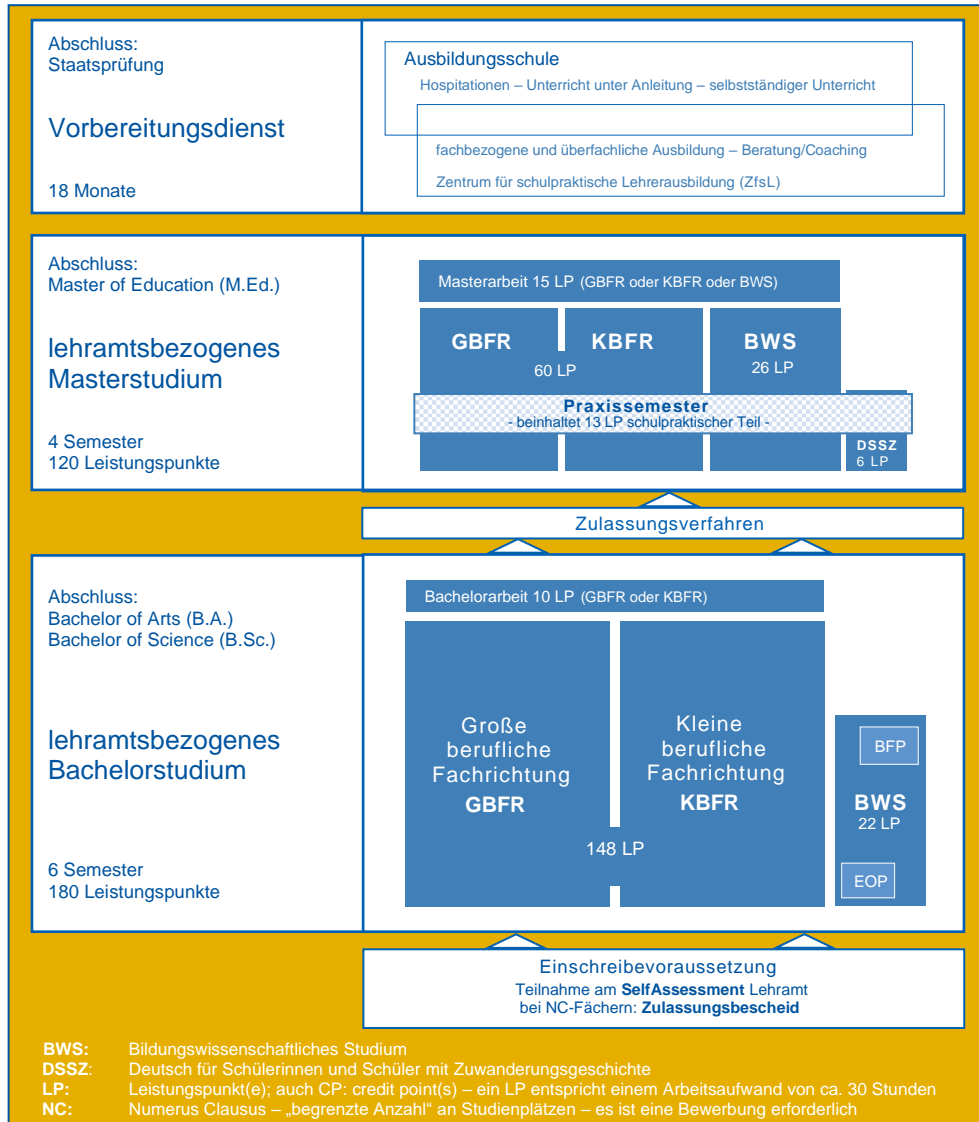 Abschluss:
Staatsprüfung
Vorbereitungsdienst
18 Monate
Ausbildungsschule
Hospitationen – Unterricht unter Anleitung – selbstständiger Unterricht
fachbezogene und überfachliche Ausbildung – Beratung/Coaching
Zentrum für schulpraktische Lehrerausbildung (ZfsL)
Abschluss:
Master of Education (M.Ed.)
lehramtsbezogenes
Masterstudium
4 Semester
120 Leistungspunkte
Masterarbeit 15 LP (GBFR oder KBFR oder BWS)
GBFR KBFR BWS
60 LP 26 LP
Praxissemester
- beinhaltet 13 LP schulpraktischer Teil -
DSSZ
6 LP
Zulassungsverfahren
Abschluss:
Bachelor of Arts (B.A.)
Bachelor of Science (B.Sc.)
lehramtsbezogenes
Bachelorstudium
6 Semester
180 Leistungspunkte
Bachelorarbeit 10 LP (GBFR oder KBFR)
Große
berufliche
Fachrichtung
GBFR
Kleine
berufliche
Fachrichtung
KBFR
148 LP
BFP
BWS
22 LP
EOP
Einschreibevoraussetzung
Teilnahme am SelfAssessment Lehramt
bei NC-Fächern: Zulassungsbescheid
BWS: Bildungswissenschaftliches Studium
DSSZ: Deutsch für Schülerinnen und Schüler mit Zuwanderungsgeschichte
LP: Leistungspunkt(e); auch CP: credit point(s) – ein LP entspricht einem Arbeitsaufwand von ca. 30 Stunden
NC: Numerus Clausus – „begrenzte Anzahl“ an Studienplätzen – es ist eine Bewerbung erforderlich